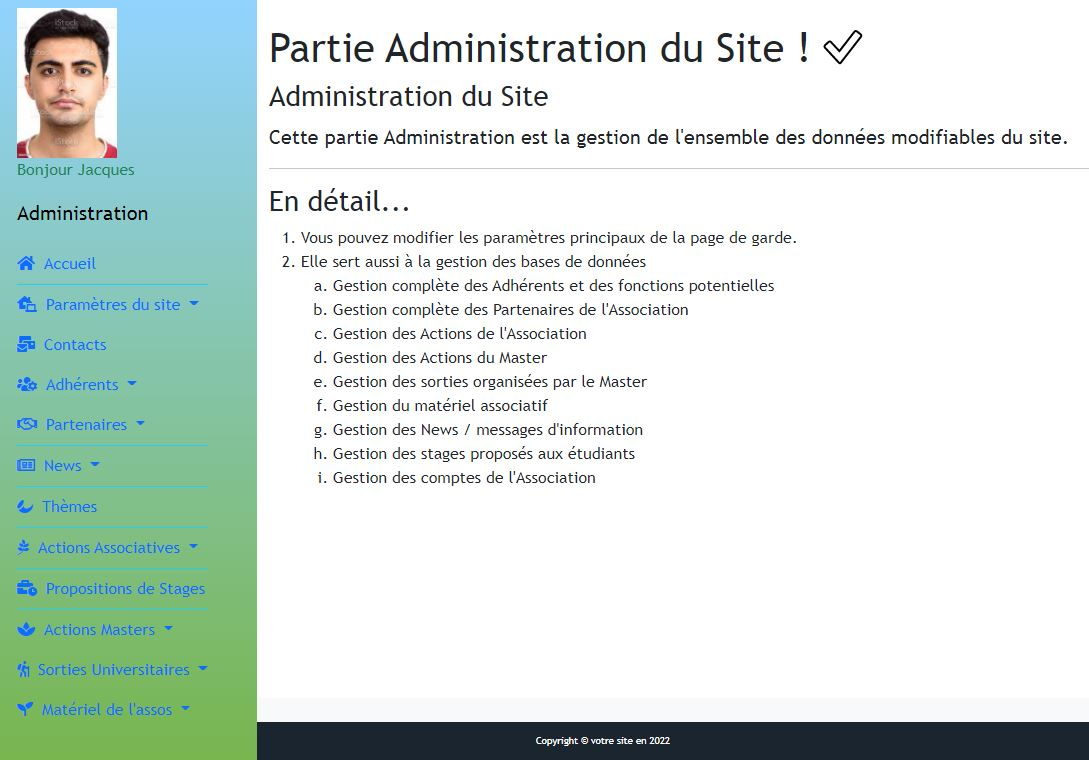 iStock
iStock
Bonjour Jacques
Administration
Accueil
Paramètres du site
Contacts
Adhérents
Partenaires
News
Thèmes
Actions Associatives
Propositions de Stages
Actions Masters
Sorties Universitaires
Matériel de l'assos
Partie Administration du Site !
Administration du Site
Cette partie Administration est la gestion de l'ensemble des données modifiables du site.
En détail...
1. Vous pouvez modifier les paramètres principaux de la page de garde.
2. Elle sert aussi à la gestion des bases de données
a. Gestion complète des Adhérents et des fonctions potentielles
b. Gestion complète des Partenaires de l'Association
c. Gestion des Actions de l'Association
d. Gestion des Actions du Master
e. Gestion des sorties organisées par le Master
f. Gestion du matériel associatif
g. Gestion des News / messages d'information
h. Gestion des stages proposés aux étudiants
i. Gestion des comptes de l'Association
Copyright © votre site en 2022